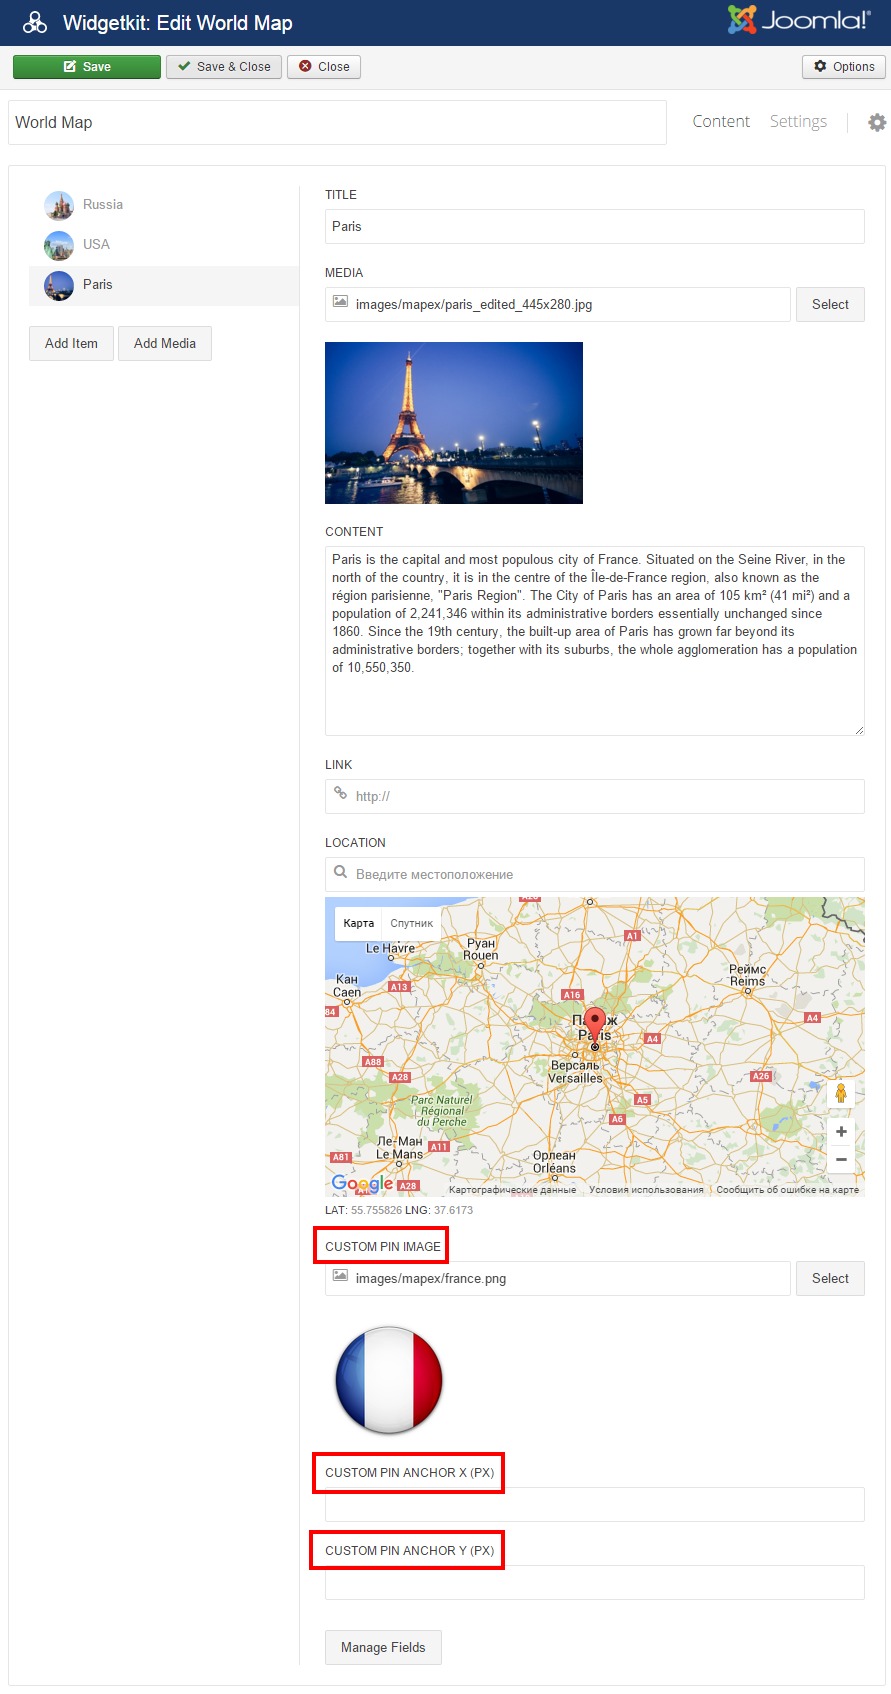 Widgetkit: Edit World Map
Joomla!®
Save
Save & Close
Close
Options
World Map
Content
Settings
Russia
USA
Paris
Add Item
Add Media
TITLE
Paris
MEDIA
images/mapex/paris_edited_445x280.jpg
Select
CONTENT
Paris is the capital and most populous city of France. Situated on the Seine River, in the
north of the country, it is in the centre of the Île-de-France region, also known as the
région parisienne, "Paris Region". The City of Paris has an area of 105 km² (41 mi²) and a
population of 2,241,346 within its administrative borders essentially unchanged since
1860. Since the 19th century, the built-up area of Paris has grown far beyond its
administrative borders; together with its suburbs, the whole agglomeration has a population
of 10,550,350.
LINK
http://
LOCATION
Введите местоположение
Карта
Спутник
A1
Le Havre
Руан
Rouen
Реймс
Reims
Кан
Caen
A13
A16
84
A4
Paris
A4
A88
Версаль
Versailles
A28
A26
Parc Naturel
Régional
du Perche
A5
A6
Ле-Ман
Le Mans
A11
A81
Орлеан
Orléans
Google
A28
Картографические данные
Условия использования
Сообщить об ошибке на карте
LAT: 55.755826 LNG: 37.6173
CUSTOM PIN IMAGE
images/mapex/france.png
Select
CUSTOM PIN ANCHOR X (PX)
CUSTOM PIN ANCHOR Y (PX)
Manage Fields